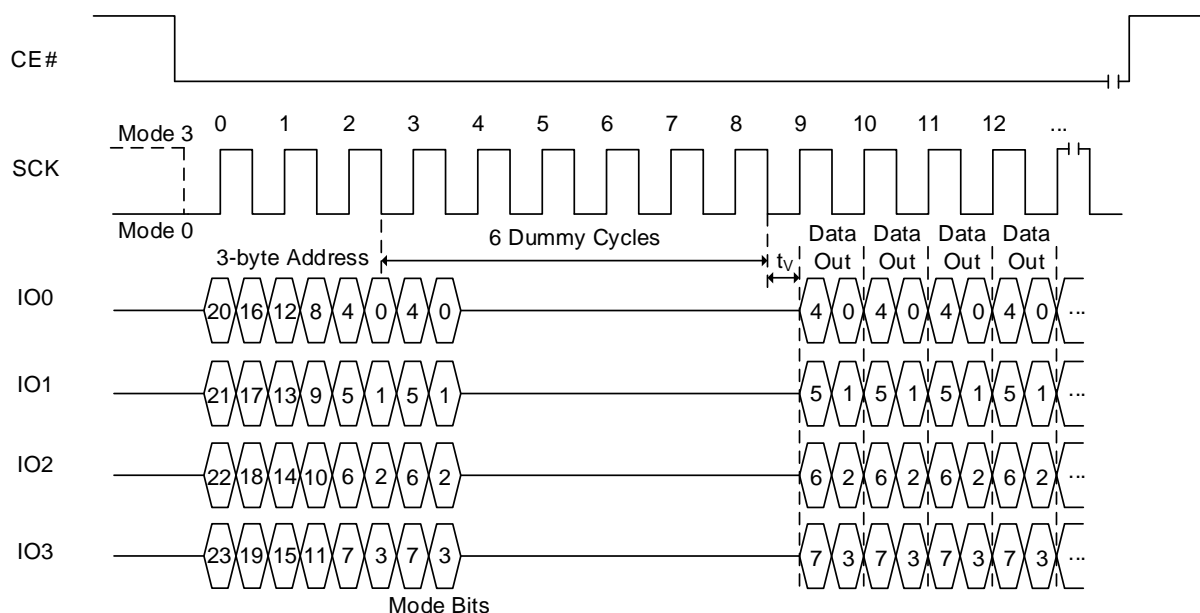 CE#
0 1 2 3 4 5 6 7 8 9 10 11 12 ...
Mode 3
SCK
Mode 0
6 Dummy Cycles
3-byte Address
tV
Data Out
Data Out
Data Out
Data Out
IO0
20 16 12 8 4 0 4 0 4 0 4 0 4 0 4 0 ...
IO1
21 17 13 9 5 1 5 1 5 1 5 1 5 1 5 1 ...
IO2
22 18 14 10 6 2 6 2 6 2 6 2 6 2 6 2 ...
IO3
23 19 15 11 7 3 7 3 7 3 7 3 7 3 7 3 ...
Mode Bits